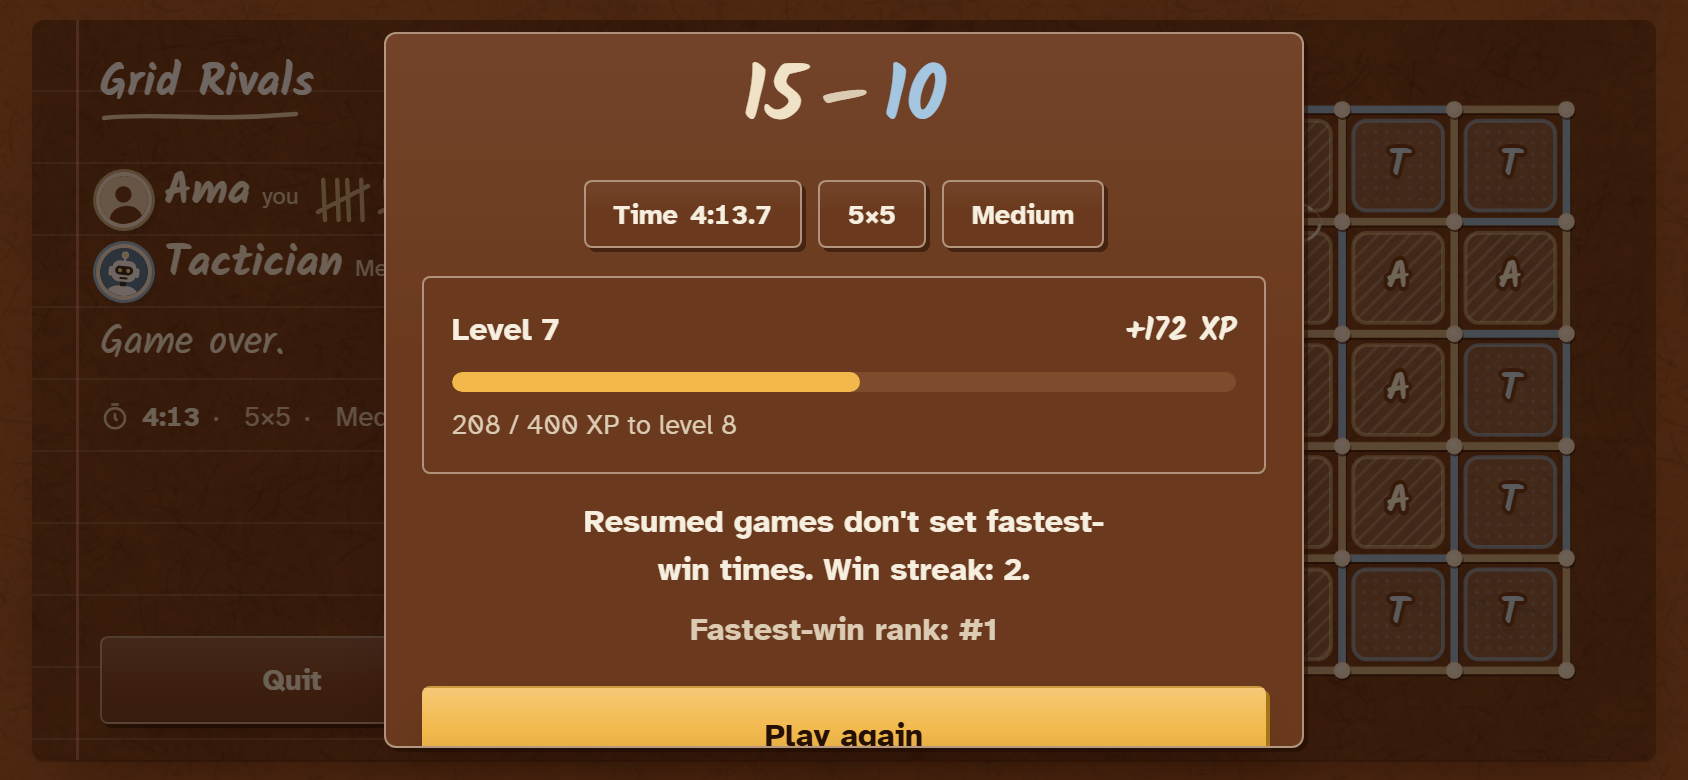 Grid Rivals
Ama you
Tactician Me
Game over.
4:13 · 5×5 · Med
Quit
15 – 10
Time 4:13.7
5×5
Medium
Level 7
+172 XP
208 / 400 XP to level 8
Resumed games don't set fastest-
win times. Win streak: 2.
Fastest-win rank: #1
Play again
T T
A A
A T
A T
T T